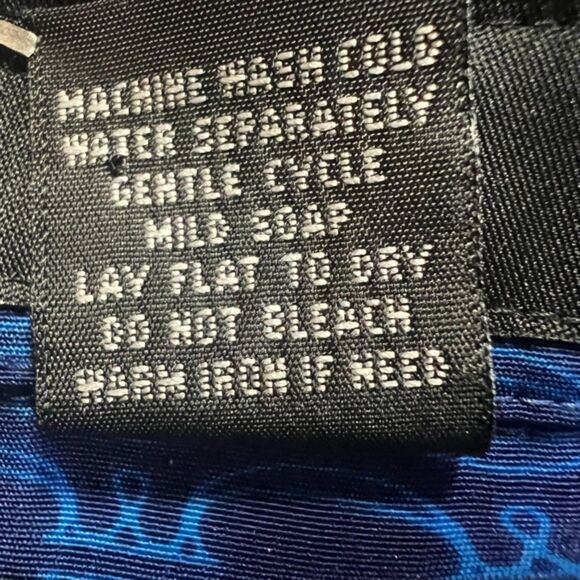 MACHINE WASH COLD
WATER SEPARATELY
GENTLE CYCLE
MILD SOAP
LAY FLAT TO DRY
DO NOT BLEACH
WARM IRON IF NEED